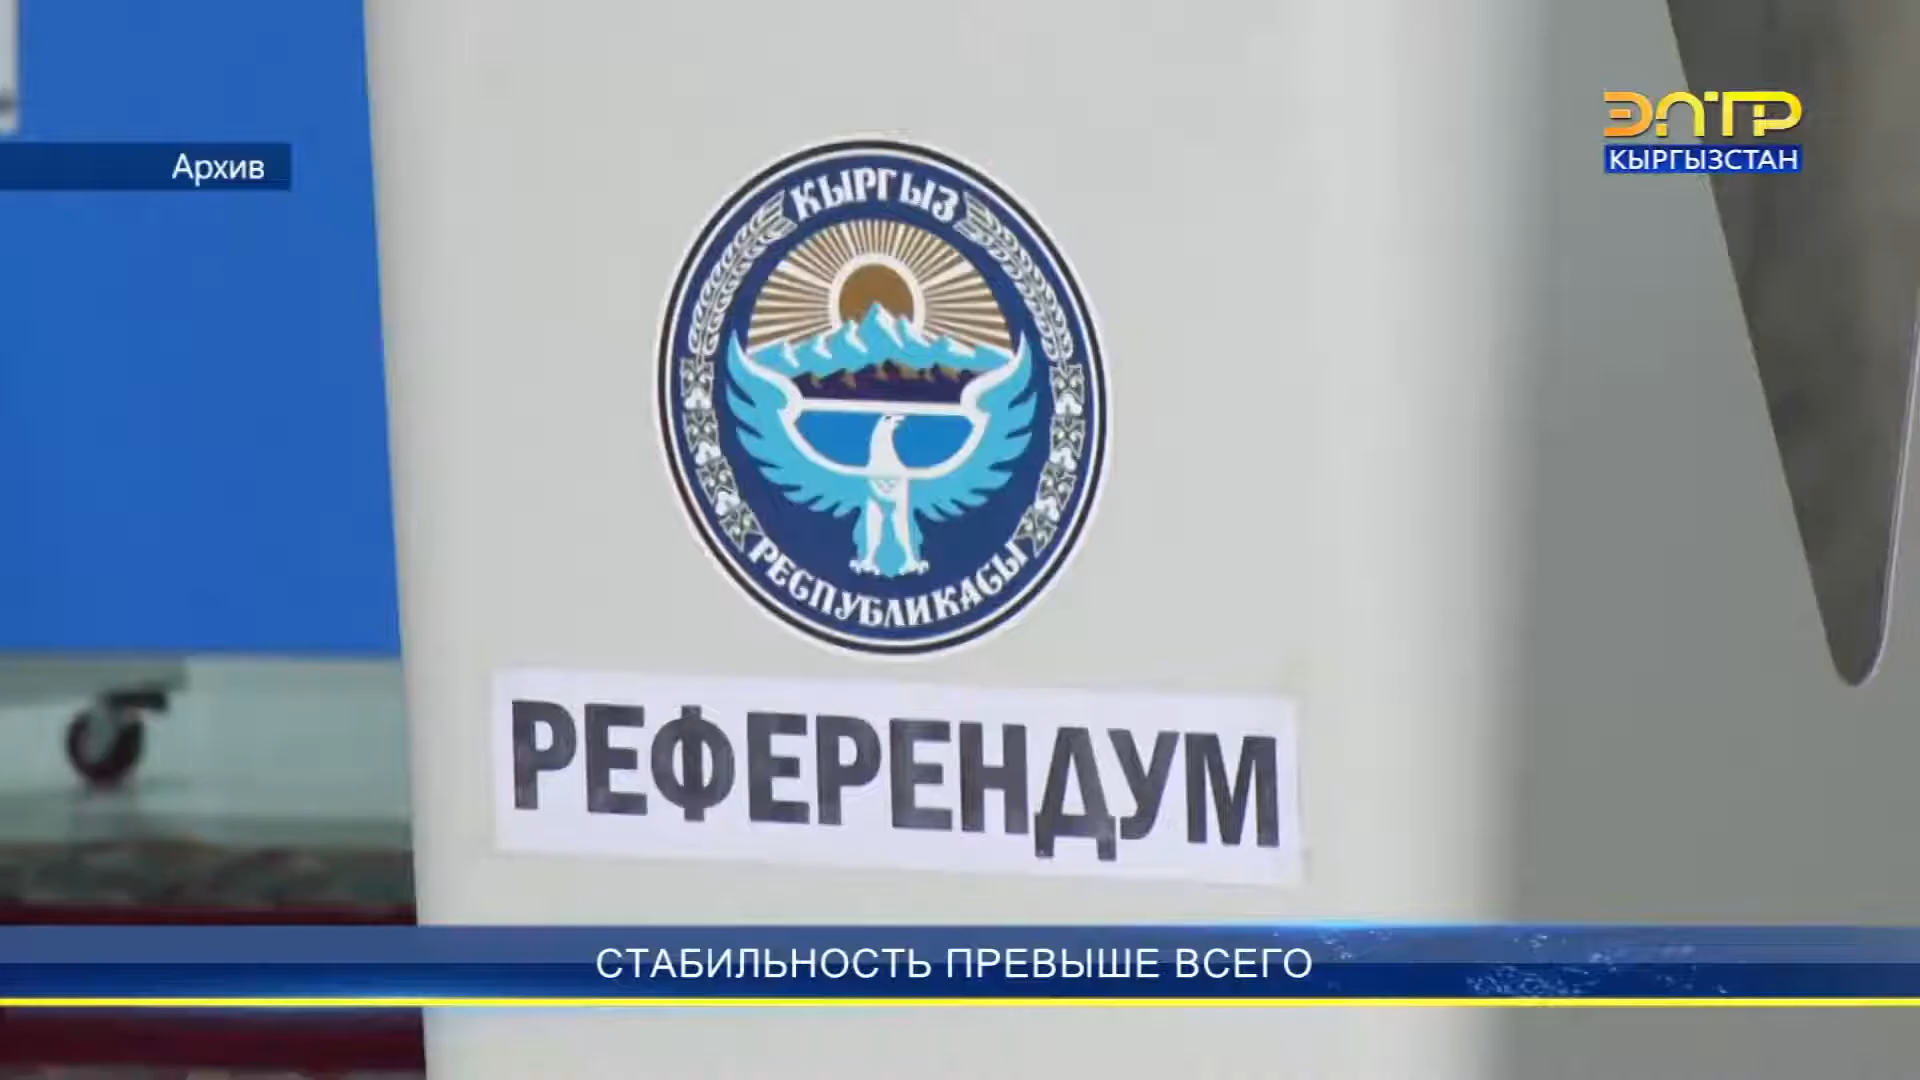 Архив
ЭЛТР
КЫРГЫЗСТАН
КЫРГЫЗ
РЕСПУБЛИКАСЫ
РЕФЕРЕНДУМ
СТАБИЛЬНОСТЬ ПРЕВЫШЕ ВСЕГО